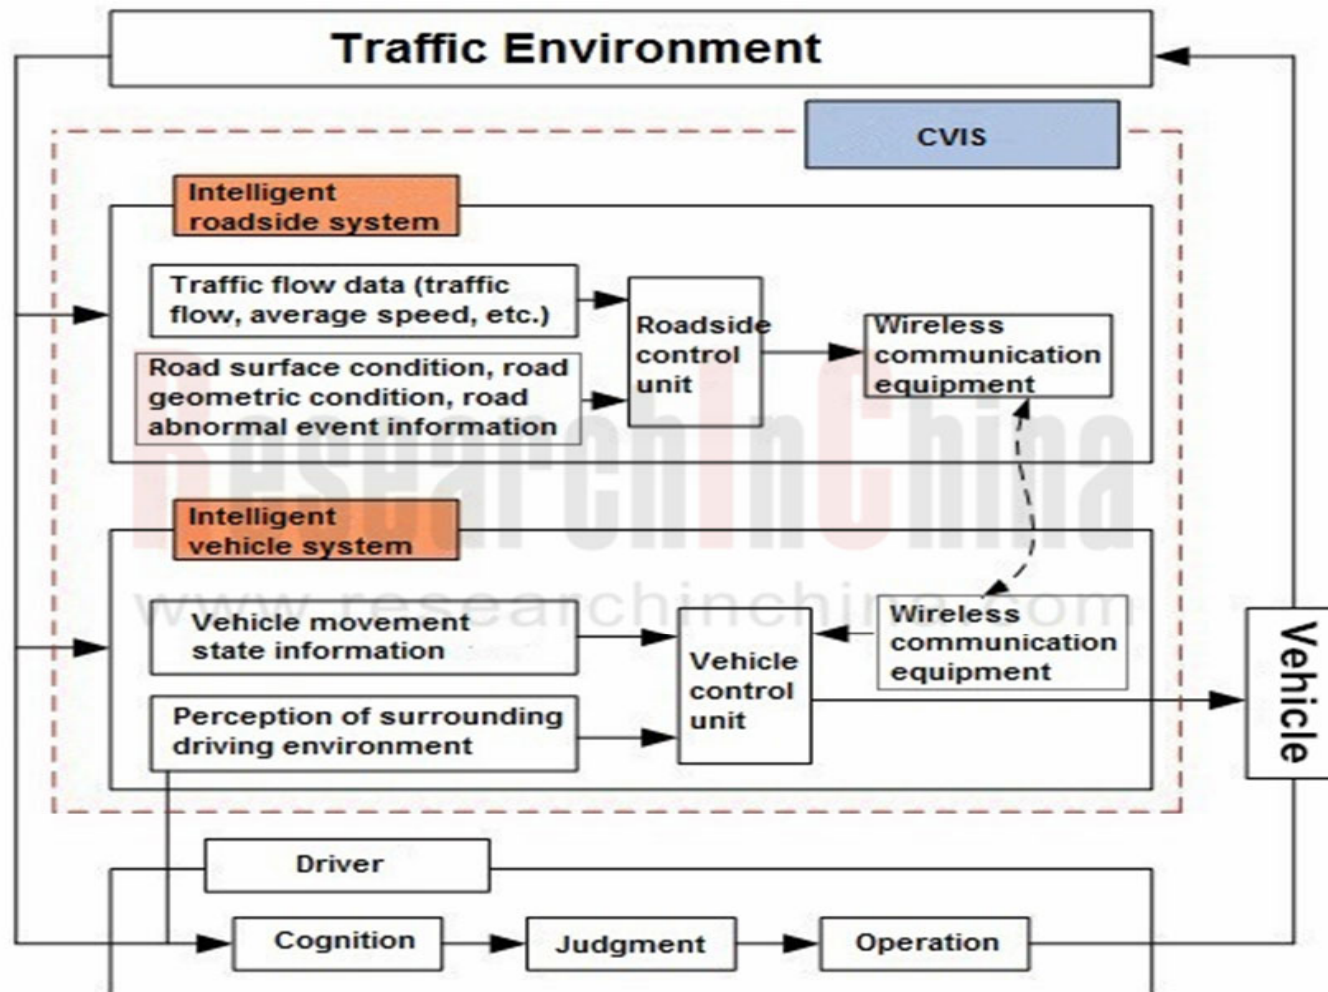 Traffic Environment
CVIS
Intelligent
roadside system
Traffic flow data (traffic
flow, average speed, etc.)
Road surface condition, road
geometric condition, road
abnormal event information
Roadside
control
unit
Wireless
communication
equipment
ResearchInChina
www.researchinchina.com
Intelligent
vehicle system
Vehicle movement
state information
Perception of surrounding
driving environment
Vehicle
control
unit
Wireless
communication
equipment
Vehicle
Driver
Cognition
Judgment
Operation